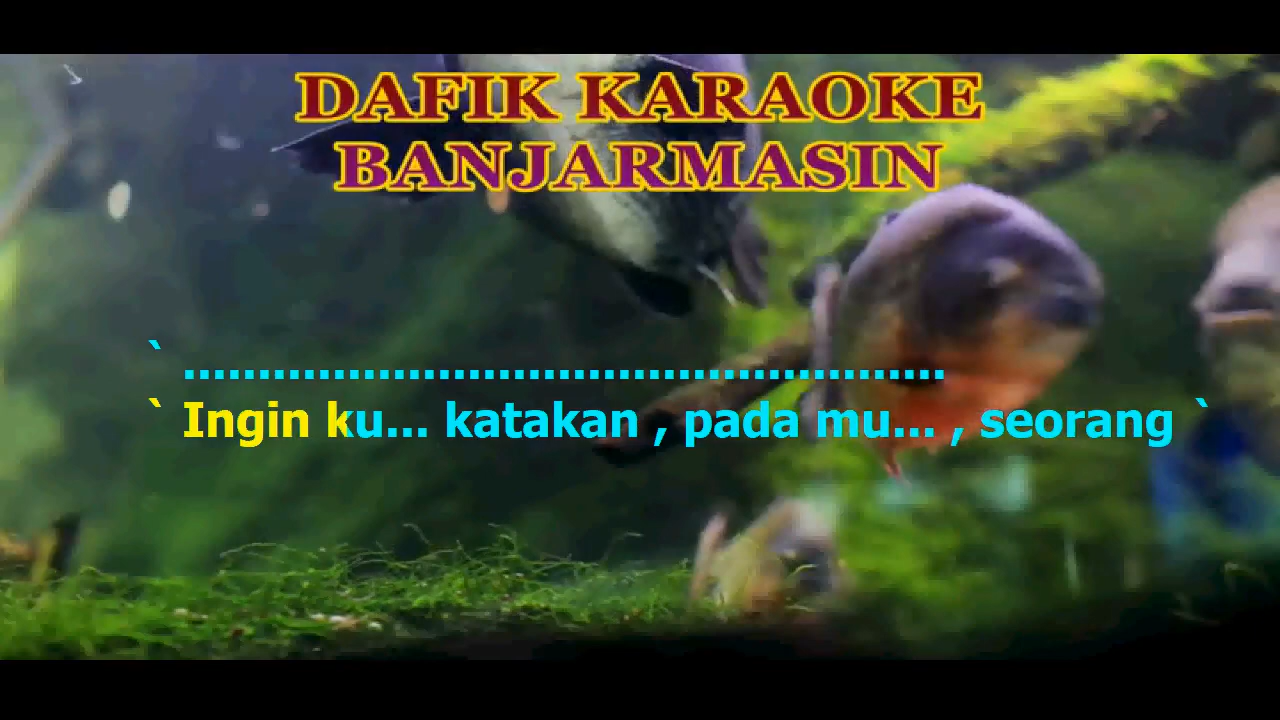 DAFIK KARAOKE
BANJARMASIN
` ...................................................
` Ingin ku... katakan , pada mu... , seorang `